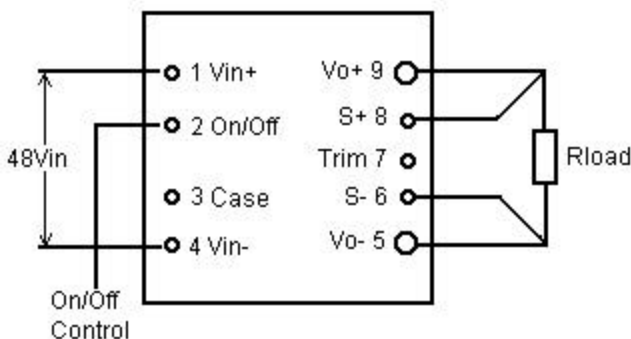 1 Vin+
Vo+ 9
2 On/Off
S+ 8
48Vin
Trim 7
Rload
3 Case
S- 6
4 Vin-
Vo- 5
On/Off
Control